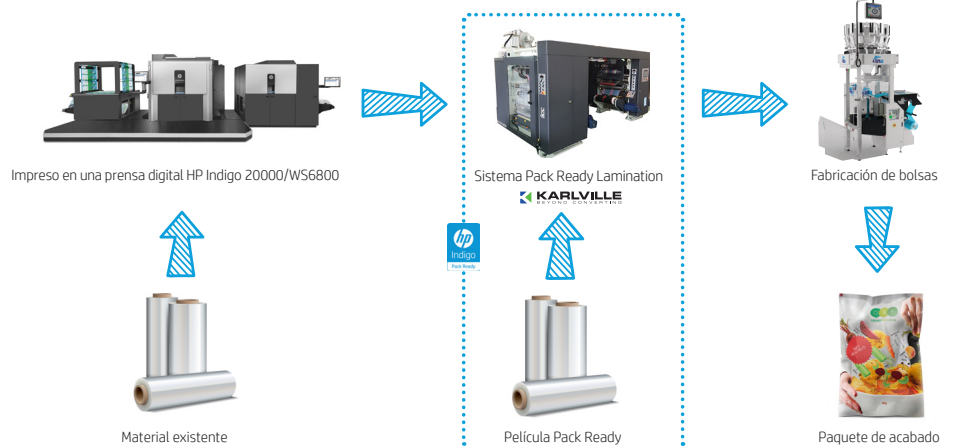 Impreso en una prensa digital HP Indigo 20000/WS6800
Sistema Pack Ready Lamination
KARLVILLE
BEYOND CONVERTING
Fabricación de bolsas
hp
Indigo
Pack Ready
Material existente
Película Pack Ready
Paquete de acabado